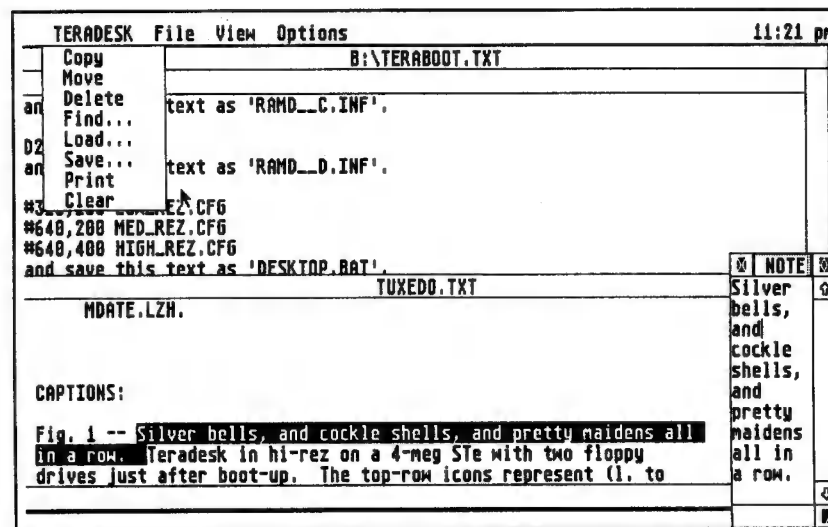 TERADESK File View Options 11:21 pm
B:\TERABOOT.TXT
Copy
Move
Delete
Find...
Load...
Save...
Print
Clear
an text as 'RAMD__C.INF'.
D2
an text as 'RAMD__D.INF'.
#3 REZ.CFG
#640,200 MED_REZ.CFG
#640,400 HIGH_REZ.CFG
and save this text as 'DESKTOP.BAT'.
TUXEDO.TXT
MDATE.LZH.
CAPTIONS:
Fig. 1 -- Silver bells, and cockle shells, and pretty maidens all
in a row. Teradesk in hi-rez on a 4-meg STe with two floppy
drives just after boot-up. The top-row icons represent (l. to
NOTE
Silver
bells,
and
cockle
shells,
and
pretty
maidens
all in
a row.